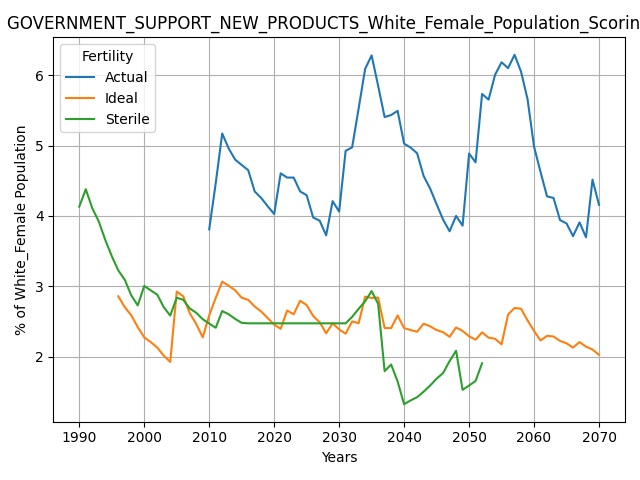 GOVERNMENT_SUPPORT_NEW_PRODUCTS_White_Female_Population_Scorin
Fertility
Actual
Ideal
Sterile
% of White_Female Population
6
5
4
3
2
1990 2000 2010 2020 2030 2040 2050 2060 2070
Years